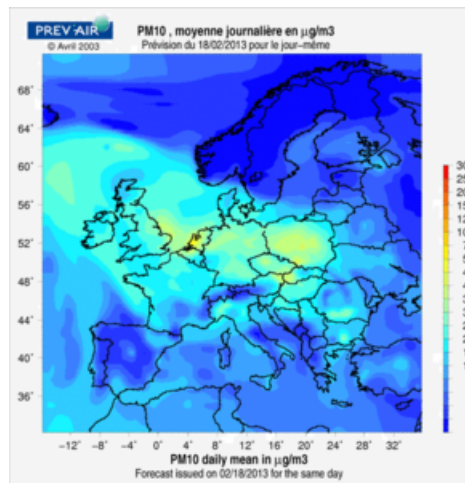 PREV'AIR
© Avril 2003
PM10 , moyenne journalière en µg/m3
Prévision du 18/02/2013 pour le jour-même
68°
64°
60°
56°
52°
48°
44°
40°
36°
−12° −8° −4° 0° 4° 8° 12° 16° 20° 24° 28° 32°
PM10 daily mean in µg/m3
Forecast issued on 02/18/2013 for the same day